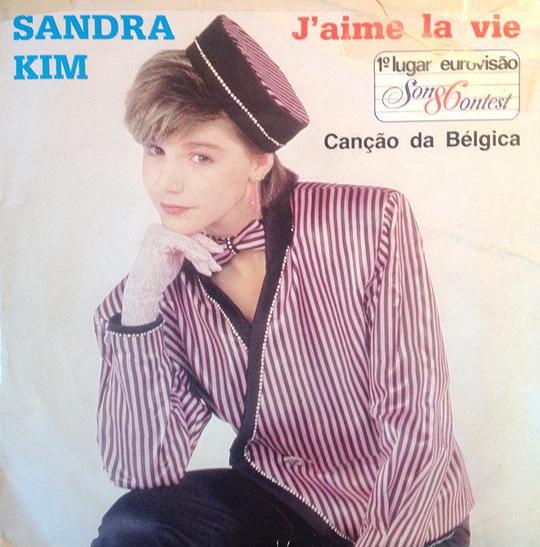 SANDRA
KIM
J'aime la vie
1º lugar eurovisão
Song 86 Contest
Canção da Bélgica